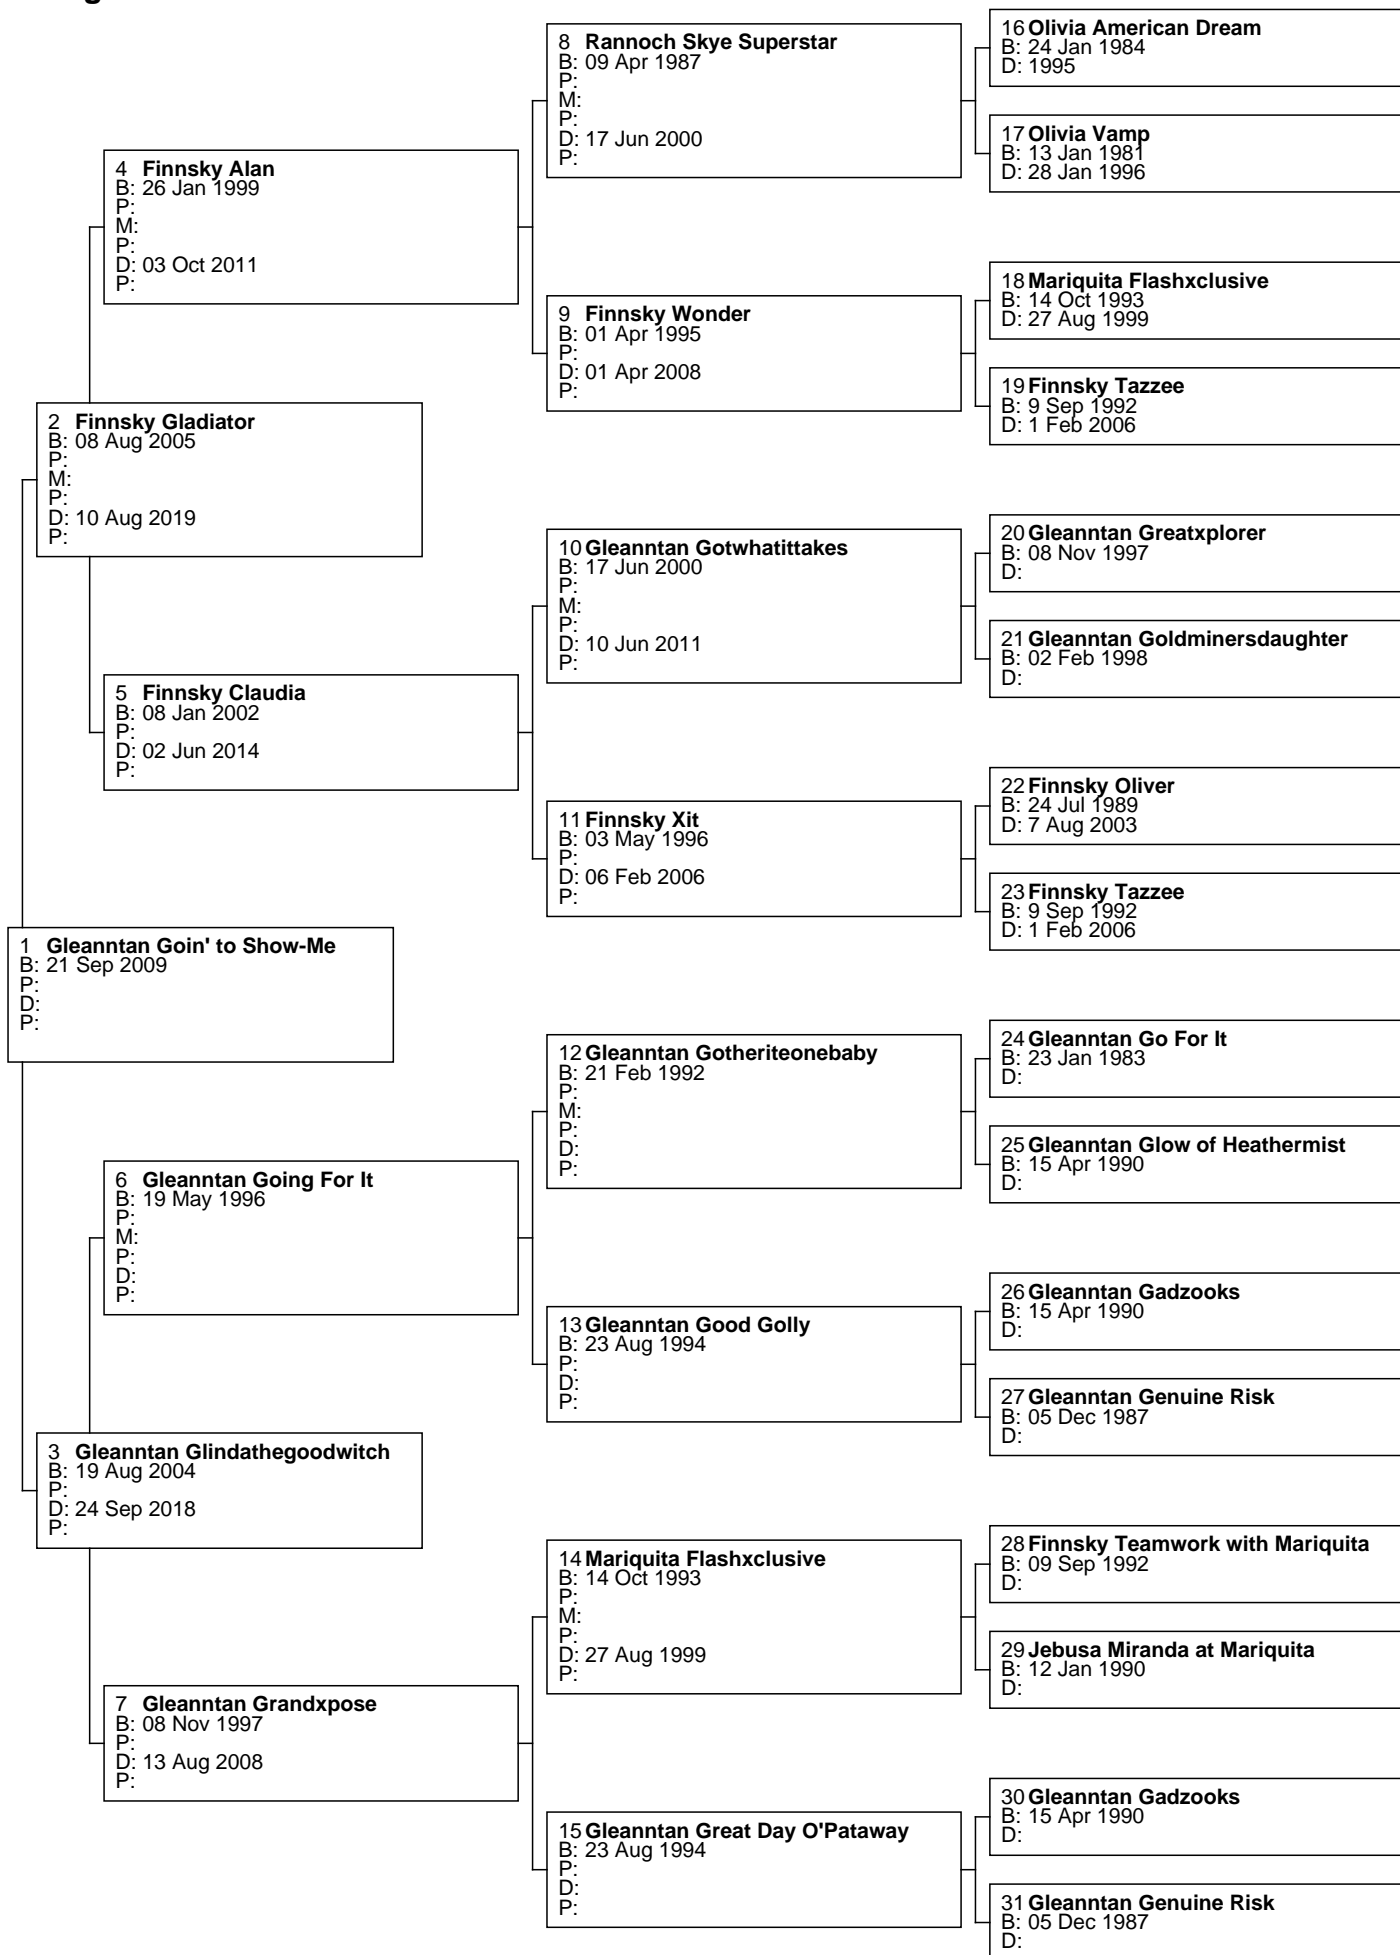 8 Rannoch Skye Superstar
B: 09 Apr 1987
P:
M:
P:
D: 17 Jun 2000
P:
16 Olivia American Dream
B: 24 Jan 1984
D: 1995
17 Olivia Vamp
B: 13 Jan 1981
D: 28 Jan 1996
4 Finnsky Alan
B: 26 Jan 1999
P:
M:
P:
D: 03 Oct 2011
P:
9 Finnsky Wonder
B: 01 Apr 1995
P:
D: 01 Apr 2008
P:
18 Mariquita Flashxclusive
B: 14 Oct 1993
D: 27 Aug 1999
19 Finnsky Tazzee
B: 9 Sep 1992
D: 1 Feb 2006
2 Finnsky Gladiator
B: 08 Aug 2005
P:
M:
P:
D: 10 Aug 2019
P:
10 Gleanntan Gotwhatittakes
B: 17 Jun 2000
P:
M:
P:
D: 10 Jun 2011
P:
20 Gleanntan Greatxplorer
B: 08 Nov 1997
D:
21 Gleanntan Goldminersdaughter
B: 02 Feb 1998
D:
5 Finnsky Claudia
B: 08 Jan 2002
P:
D: 02 Jun 2014
P:
11 Finnsky Xit
B: 03 May 1996
P:
D: 06 Feb 2006
P:
22 Finnsky Oliver
B: 24 Jul 1989
D: 7 Aug 2003
23 Finnsky Tazzee
B: 9 Sep 1992
D: 1 Feb 2006
1 Gleanntan Goin' to Show-Me
B: 21 Sep 2009
P:
D:
P:
12 Gleanntan Gotheriteonebaby
B: 21 Feb 1992
P:
M:
P:
D:
P:
24 Gleanntan Go For It
B: 23 Jan 1983
D:
25 Gleanntan Glow of Heathermist
B: 15 Apr 1990
D:
6 Gleanntan Going For It
B: 19 May 1996
P:
M:
P:
D:
P:
13 Gleanntan Good Golly
B: 23 Aug 1994
P:
D:
P:
26 Gleanntan Gadzooks
B: 15 Apr 1990
D:
27 Gleanntan Genuine Risk
B: 05 Dec 1987
D:
3 Gleanntan Glindathegoodwitch
B: 19 Aug 2004
P:
D: 24 Sep 2018
P:
14 Mariquita Flashxclusive
B: 14 Oct 1993
P:
M:
P:
D: 27 Aug 1999
P:
28 Finnsky Teamwork with Mariquita
B: 09 Sep 1992
D:
29 Jebusa Miranda at Mariquita
B: 12 Jan 1990
D:
7 Gleanntan Grandxpose
B: 08 Nov 1997
P:
D: 13 Aug 2008
P:
15 Gleanntan Great Day O'Pataway
B: 23 Aug 1994
P:
D:
P:
30 Gleanntan Gadzooks
B: 15 Apr 1990
D:
31 Gleanntan Genuine Risk
B: 05 Dec 1987
D: